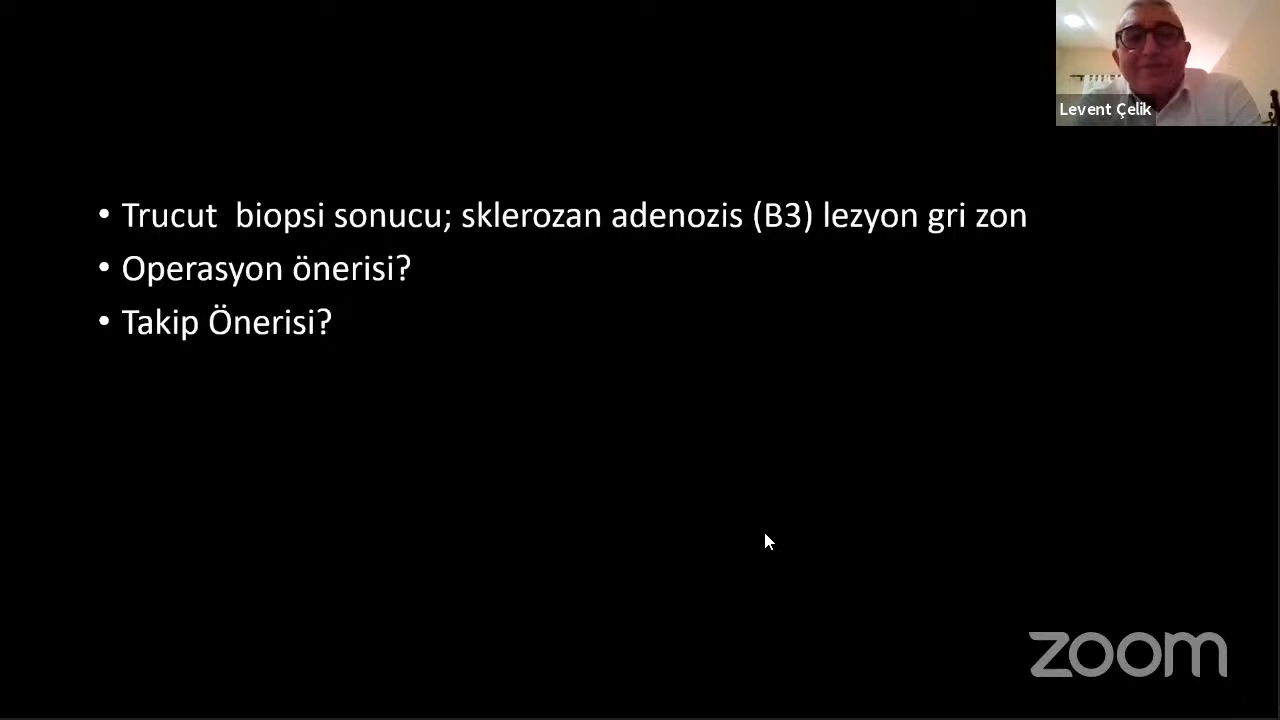 Levent Çelik
• Trucut  biopsi sonucu; sklerozan adenozis (B3) lezyon gri zon
• Operasyon önerisi?
• Takip Önerisi?
zoom